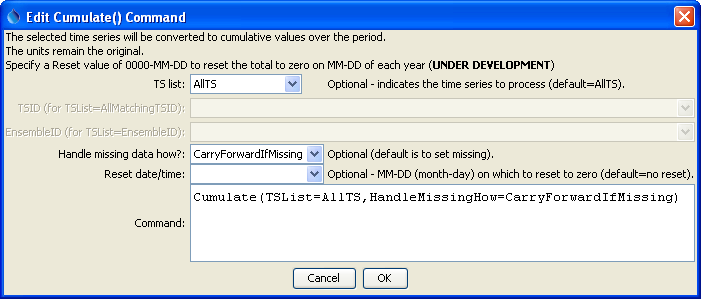 Edit Cumulate() Command
The selected time series will be converted to cumulative values over the period.
The units remain the original.
Specify a Reset value of 0000-MM-DD to reset the total to zero on MM-DD of each year (UNDER DEVELOPMENT)
TS list: AllTS Optional - indicates the time series to process (default=AllTS).
TSID (for TSList=AllMatchingTSID):
EnsembleID (for TSList=EnsembleID):
Handle missing data how?: CarryForwardIfMissing Optional (default is to set missing).
Reset date/time: Optional - MM-DD (month-day) on which to reset to zero (default=no reset).
Cumulate(TSList=AllTS,HandleMissingHow=CarryForwardIfMissing)
Command:
Cancel OK